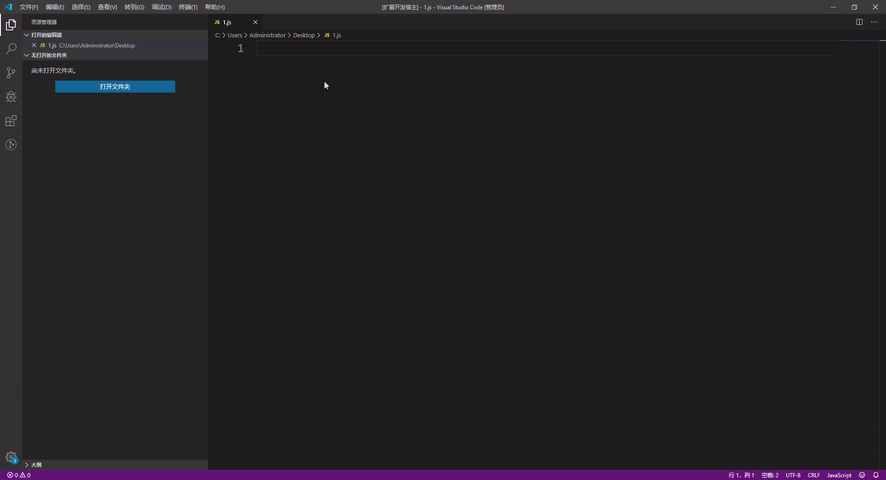 文件(F) 编辑(E) 选择(S) 查看(V) 转到(G) 调试(D) 终端(T) 帮助(H) [扩展开发宿主] - 1.js - Visual Studio Code [管理员]
资源管理器
打开的编辑器
JS 1.js C:\Users\Administrator\Desktop
无打开的文件夹
尚未打开文件夹。
打开文件夹
大纲
JS 1.js
C: > Users > Administrator > Desktop > JS 1.js
1
1
0 0 行 1，列 1 空格: 2 UTF-8 CRLF JavaScript